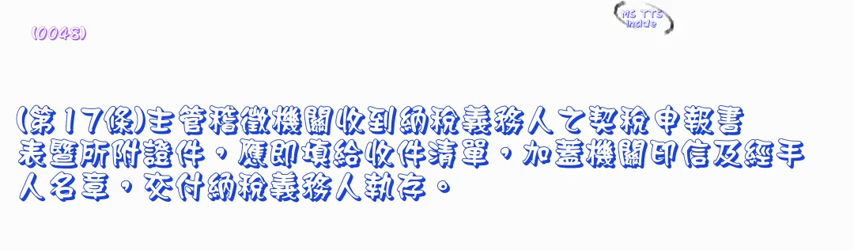 MS TTS
Inside
(0048)
(第17條)主管稽徵機關收到納稅義務人之契稅申報書
表暨所附證件，應即填給收件清單，加蓋機關印信及經手
人名章，交付納稅義務人執存。